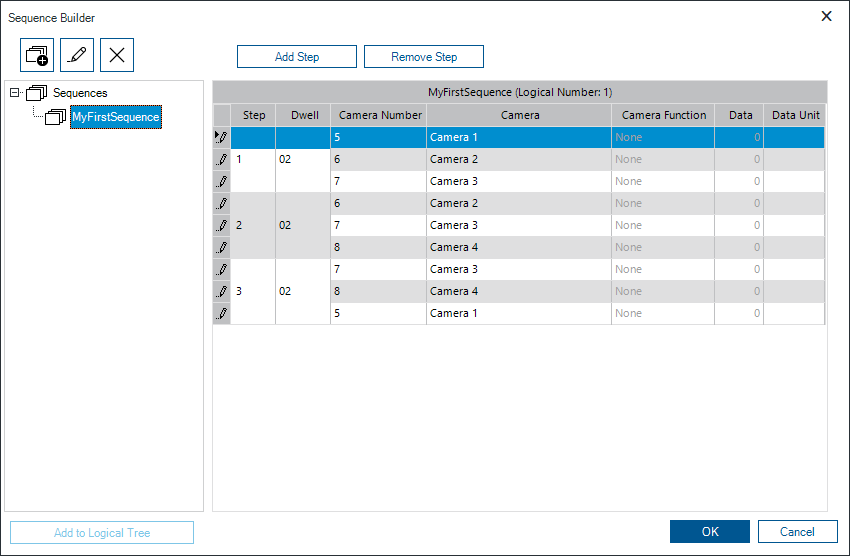 Sequence Builder
Add Step Remove Step
Sequences
MyFirstSequence
MyFirstSequence (Logical Number: 1)
Step Dwell Camera Number Camera Camera Function Data Data Unit
5 Camera 1 None 0
1 02 6 Camera 2 None 0
7 Camera 3 None 0
6 Camera 2 None 0
2 02 7 Camera 3 None 0
8 Camera 4 None 0
7 Camera 3 None 0
3 02 8 Camera 4 None 0
5 Camera 1 None 0
Add to Logical Tree OK Cancel